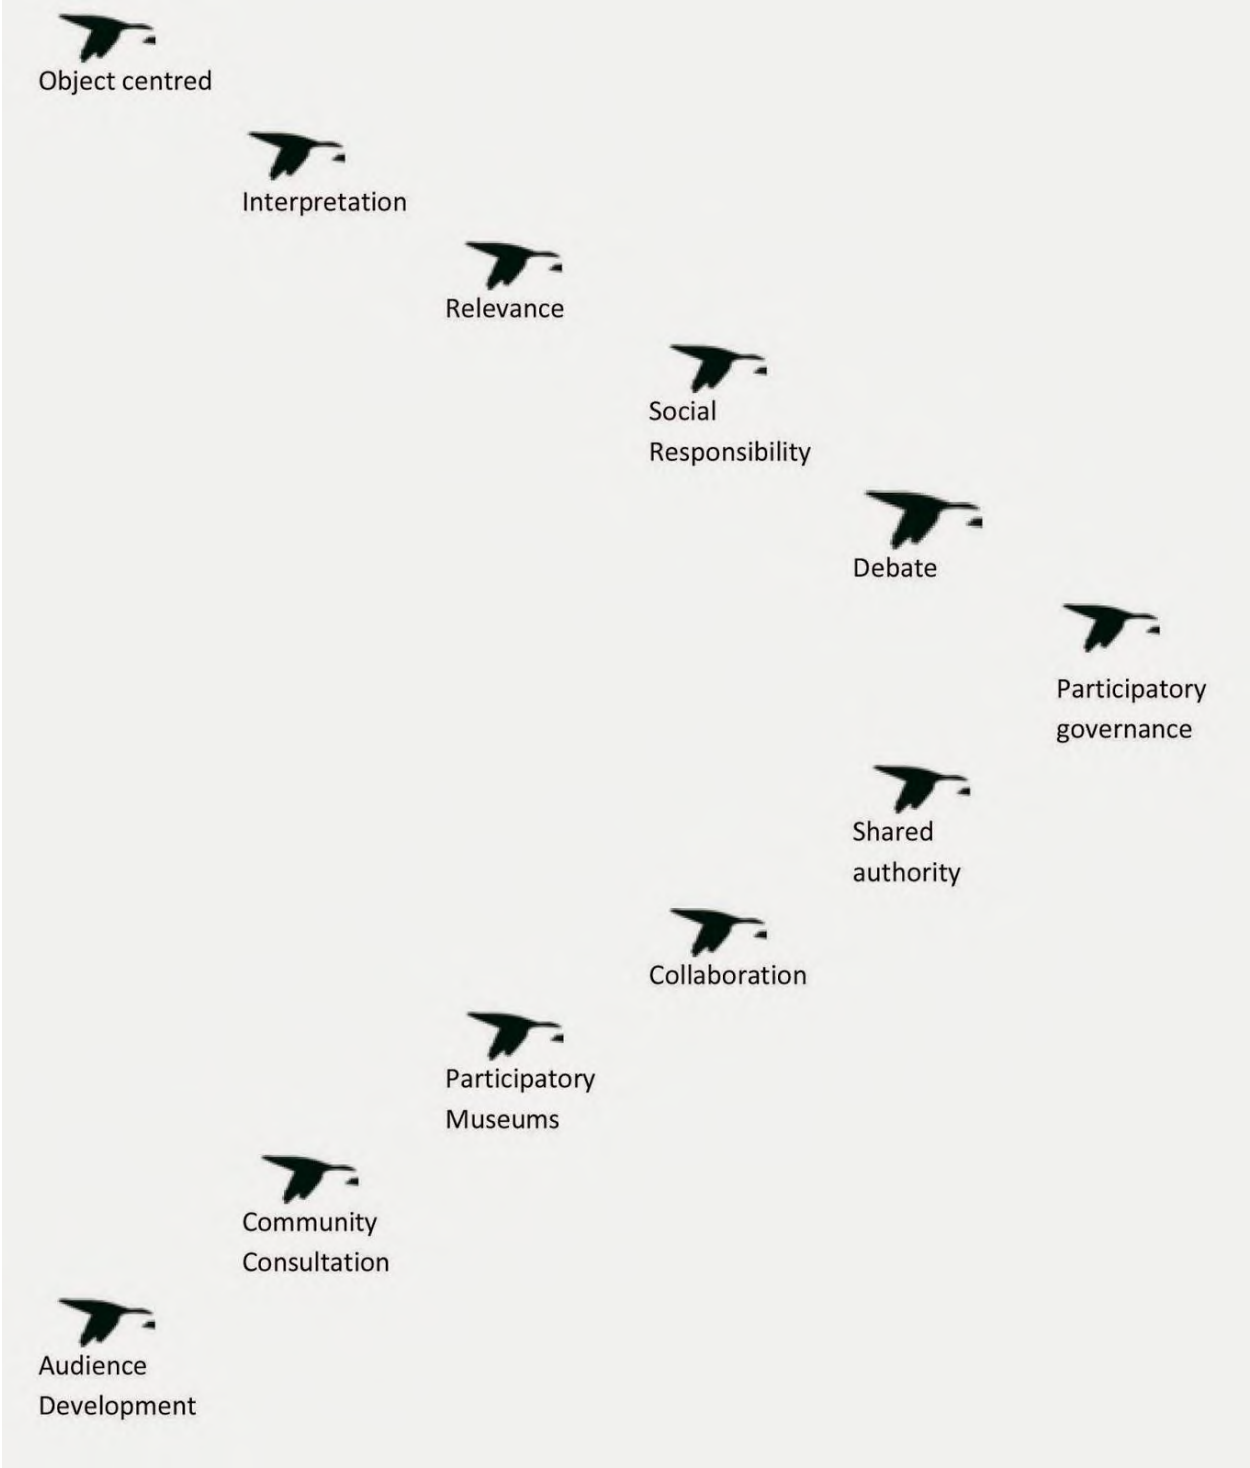 Object centred
Interpretation
Relevance
Social
Responsibility
Debate
Participatory
governance
Shared
authority
Collaboration
Participatory
Museums
Community
Consultation
Audience
Development